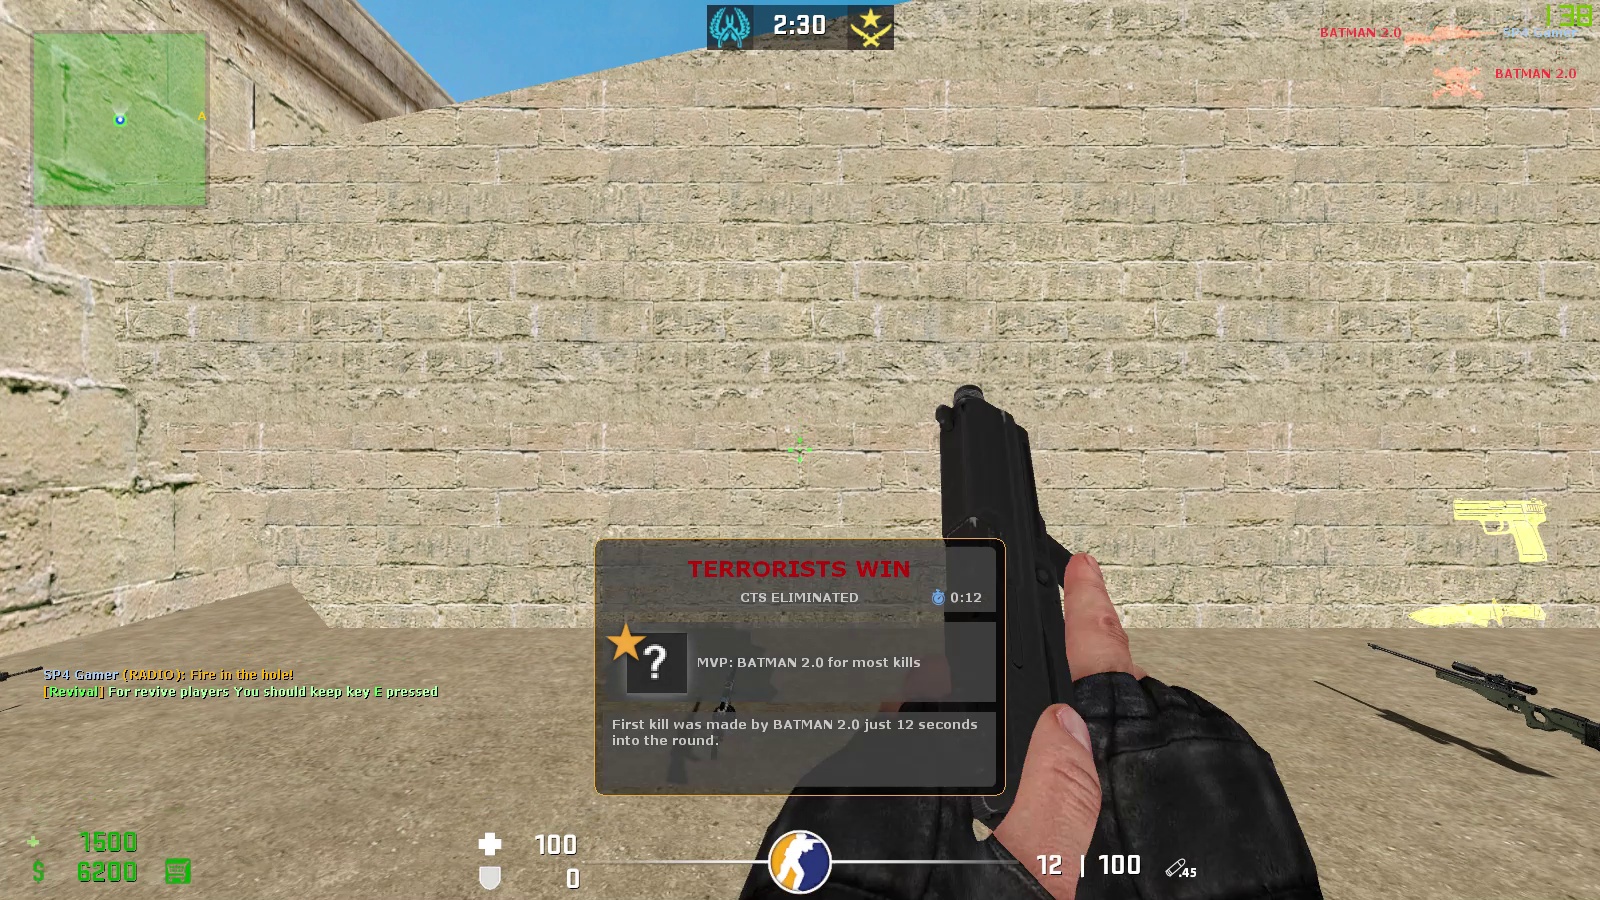 2:30
138
BATMAN 2.0 SP4 Gamer
BATMAN 2.0
A
TERRORISTS WIN
CTS ELIMINATED
0:12
?
MVP: BATMAN 2.0 for most kills
First kill was made by BATMAN 2.0 just 12 seconds
into the round.
SP4 Gamer (RADIO): Fire in the hole!
[Revival] For revive players You should keep key E pressed
1500
$ 6200
100
0
12 | 100
.45